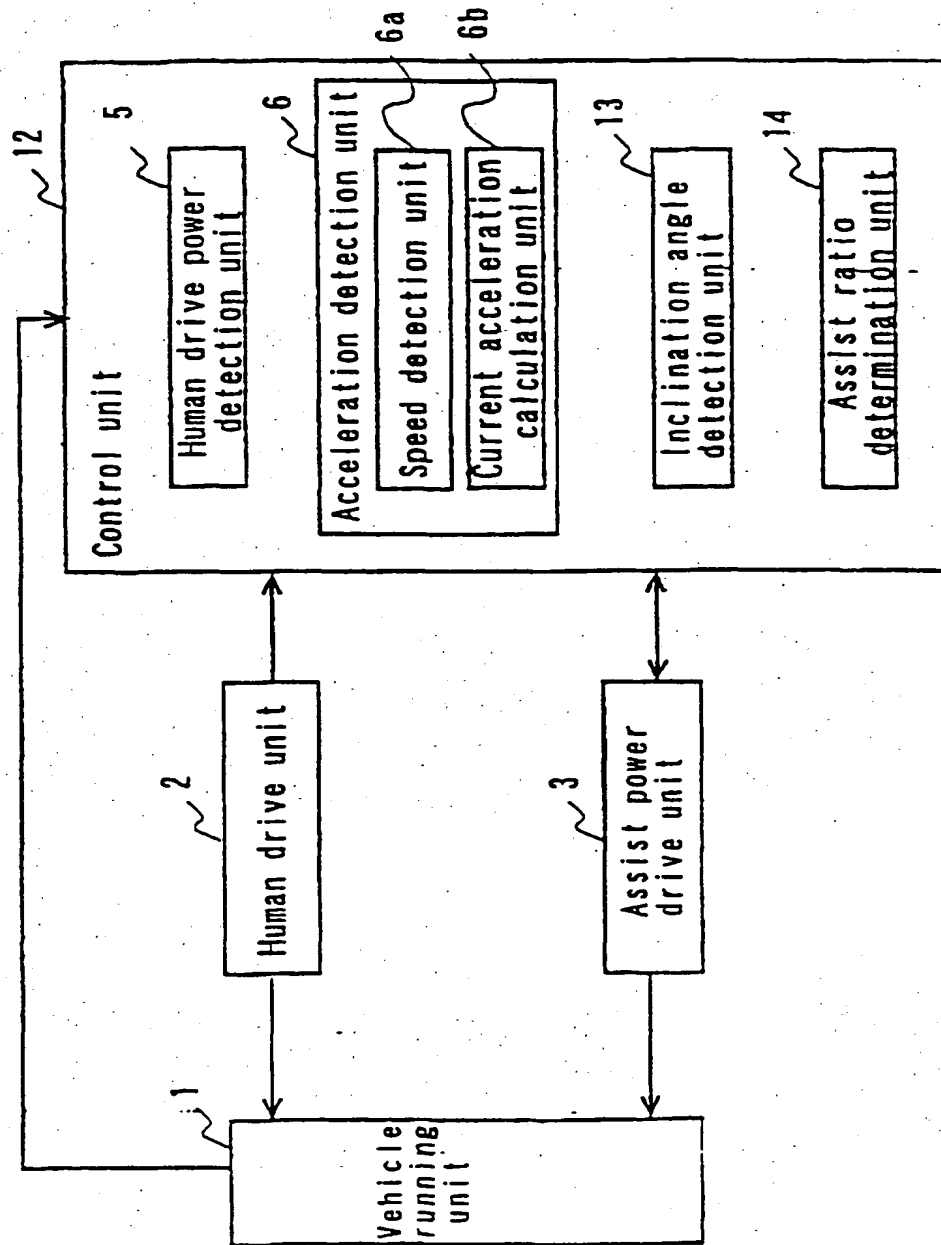 12
Control unit
5
Human drive power
detection unit
6
Acceleration detection unit
6a
Speed detection unit
6b
Current acceleration
calculation unit
13
Inclination angle
detection unit
14
Assist ratio
determination unit
2
Human drive unit
3
Assist power
drive unit
1
Vehicle
running
unit